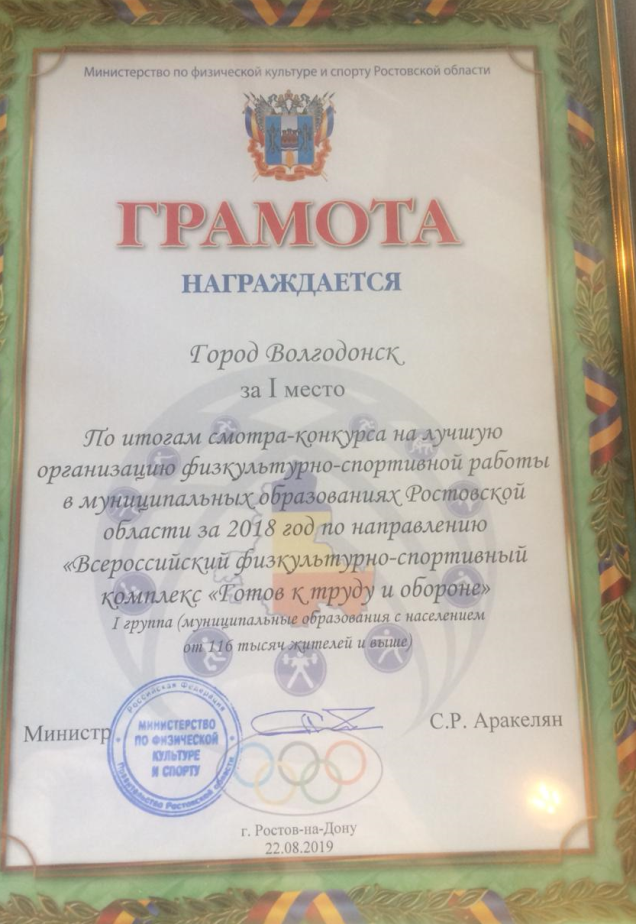 Министерство по физической культуре и спорту Ростовской области
ГРАМОТА
НАГРАЖДАЕТСЯ
Город Волгодонск
за I место
По итогам смотра-конкурса на лучшую
организацию физкультурно-спортивной работы
в муниципальных образованиях Ростовской
области за 2018 год по направлению
«Всероссийский физкультурно-спортивный
комплекс «Готов к труду и обороне»
I группа (муниципальные образования с населением
от 116 тысяч жителей и выше)
Министр
С.Р. Аракелян
Российская Федерация
МИНИСТЕРСТВО
ПО ФИЗИЧЕСКОЙ
КУЛЬТУРЕ
И СПОРТУ
Правительство Ростовской области
г. Ростов-на-Дону
22.08.2019